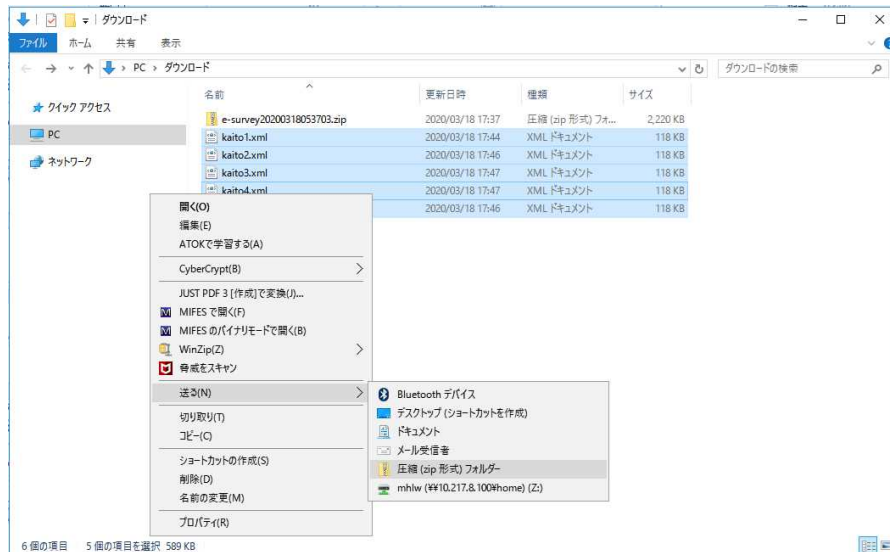 ダウンロード
ファイル ホーム 共有 表示
PC › ダウンロード
ダウンロードの検索
クイック アクセス
PC
ネットワーク
名前 更新日時 種類 サイズ
e-survey20200318053703.zip 2020/03/18 17:37 圧縮 (zip 形式) フォ... 2,220 KB
kaito1.xml 2020/03/18 17:44 XML ドキュメント 118 KB
kaito2.xml 2020/03/18 17:46 XML ドキュメント 118 KB
kaito3.xml 2020/03/18 17:47 XML ドキュメント 118 KB
kaito4.xml 2020/03/18 17:47 XML ドキュメント 118 KB
2020/03/18 17:46 XML ドキュメント 118 KB
開く(O)
編集(E)
ATOKで学習する(A)
CyberCrypt(B)
JUST PDF 3 [作成]で変換(J)...
MIFES で開く(F)
MIFES のバイナリモードで開く(B)
WinZip(Z)
脅威をスキャン
送る(N)
切り取り(T)
コピー(C)
ショートカットの作成(S)
削除(D)
名前の変更(M)
プロパティ(R)
Bluetooth デバイス
デスクトップ (ショートカットを作成)
ドキュメント
メール受信者
圧縮 (zip 形式) フォルダー
mhlw (¥¥10.217.8.100¥home) (Z:)
6 個の項目 5 個の項目を選択 589 KB